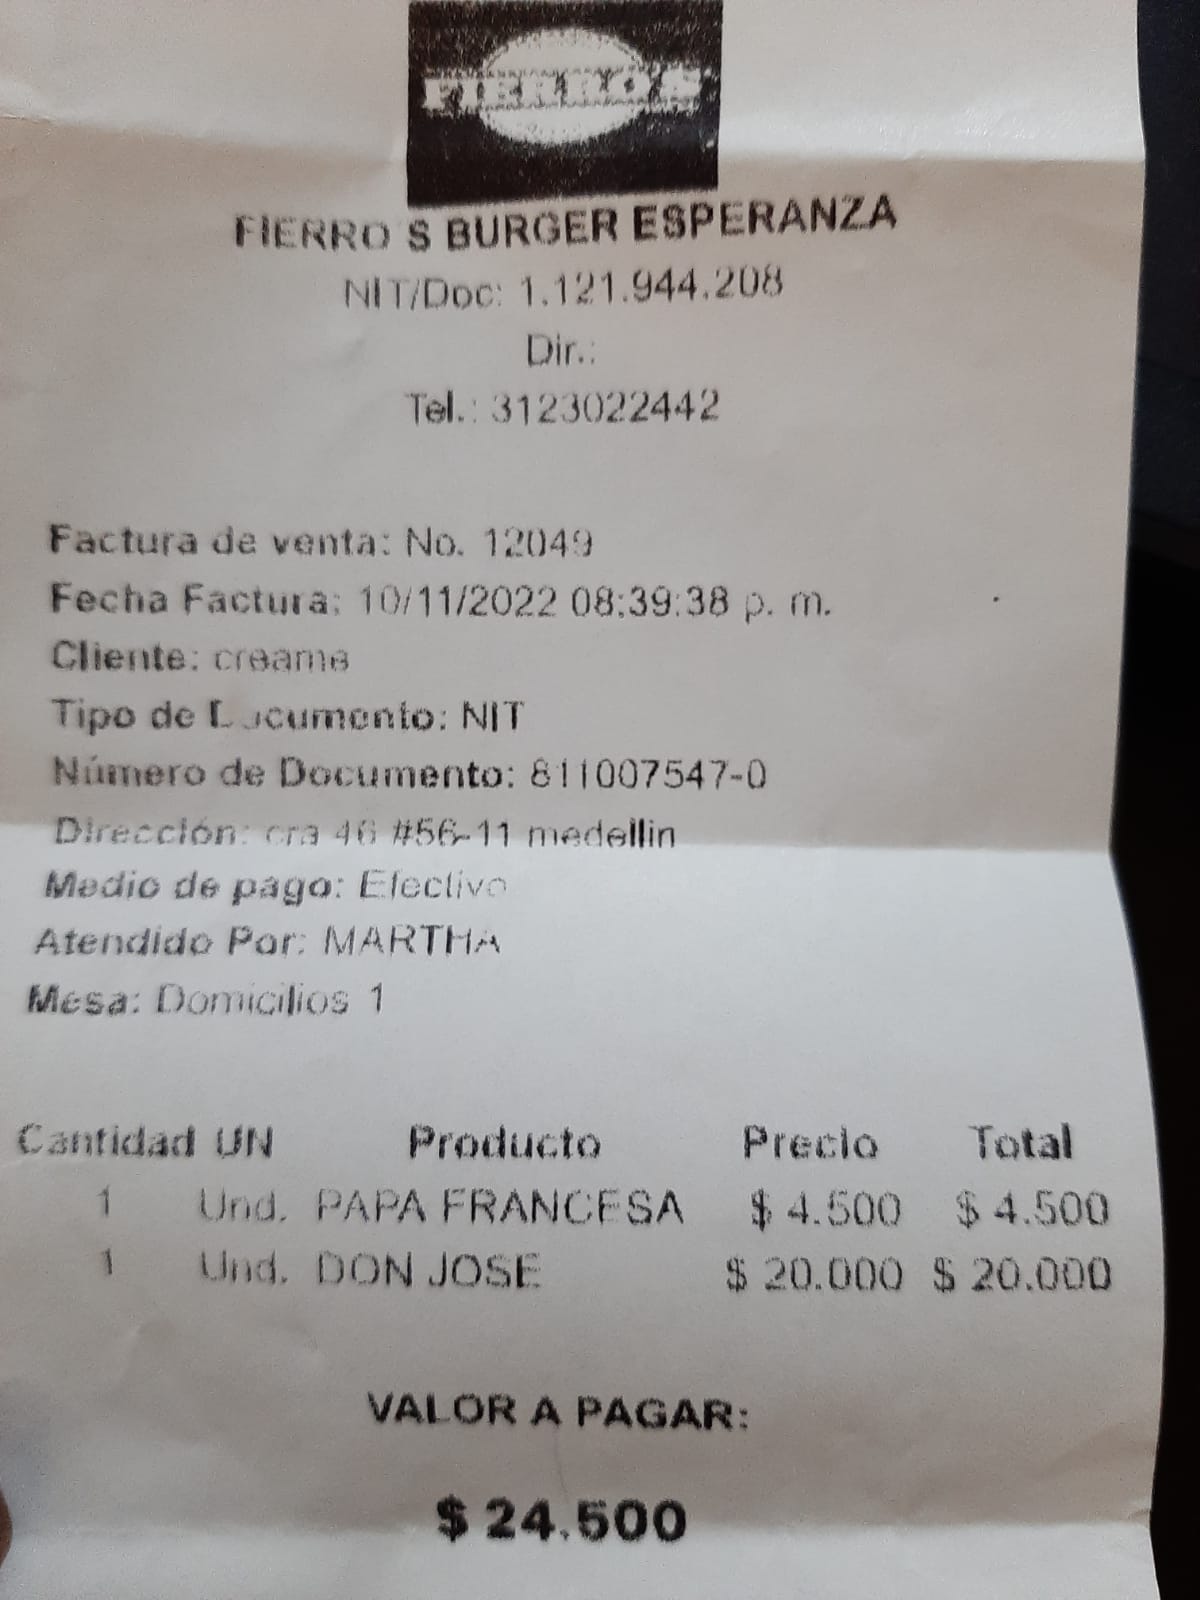 FIERRO'S
FIERRO S BURGER ESPERANZA
NIT/Doc: 1.121.944.208
Dir.:
Tel.: 3123022442
Factura de venta: No. 12049
Fecha Factura: 10/11/2022 08:39:38 p. m.
Cliente: creame
Tipo de Documento: NIT
Número de Documento: 811007547-0
Dirección: cra 46 #56-11 medellin
Medio de pago: Efectivo
Atendido Por: MARTHA
Mesa: Domicilios 1
Cantidad UN Producto Precio Total
1 Und. PAPA FRANCESA $ 4.500 $ 4.500
1 Und. DON JOSE $ 20.000 $ 20.000
VALOR A PAGAR:
$ 24.500